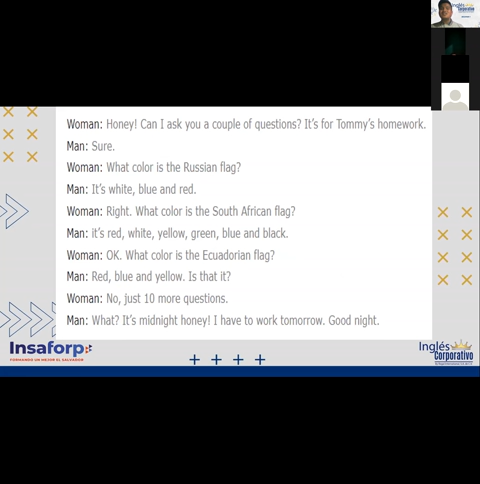 Inglés
Corporativo
Woman: Honey! Can I ask you a couple of questions? It's for Tommy's homework.
Man: Sure.
Woman: What color is the Russian flag?
Man: It's white, blue and red.
Woman: Right. What color is the South African flag?
Man: it's red, white, yellow, green, blue and black.
Woman: OK. What color is the Ecuadorian flag?
Man: Red, blue and yellow. Is that it?
Woman: No, just 10 more questions.
Man: What? It's midnight honey! I have to work tomorrow. Good night.
Insaforp
FORMANDO UN MEJOR EL SALVADOR
Inglés
Corporativo